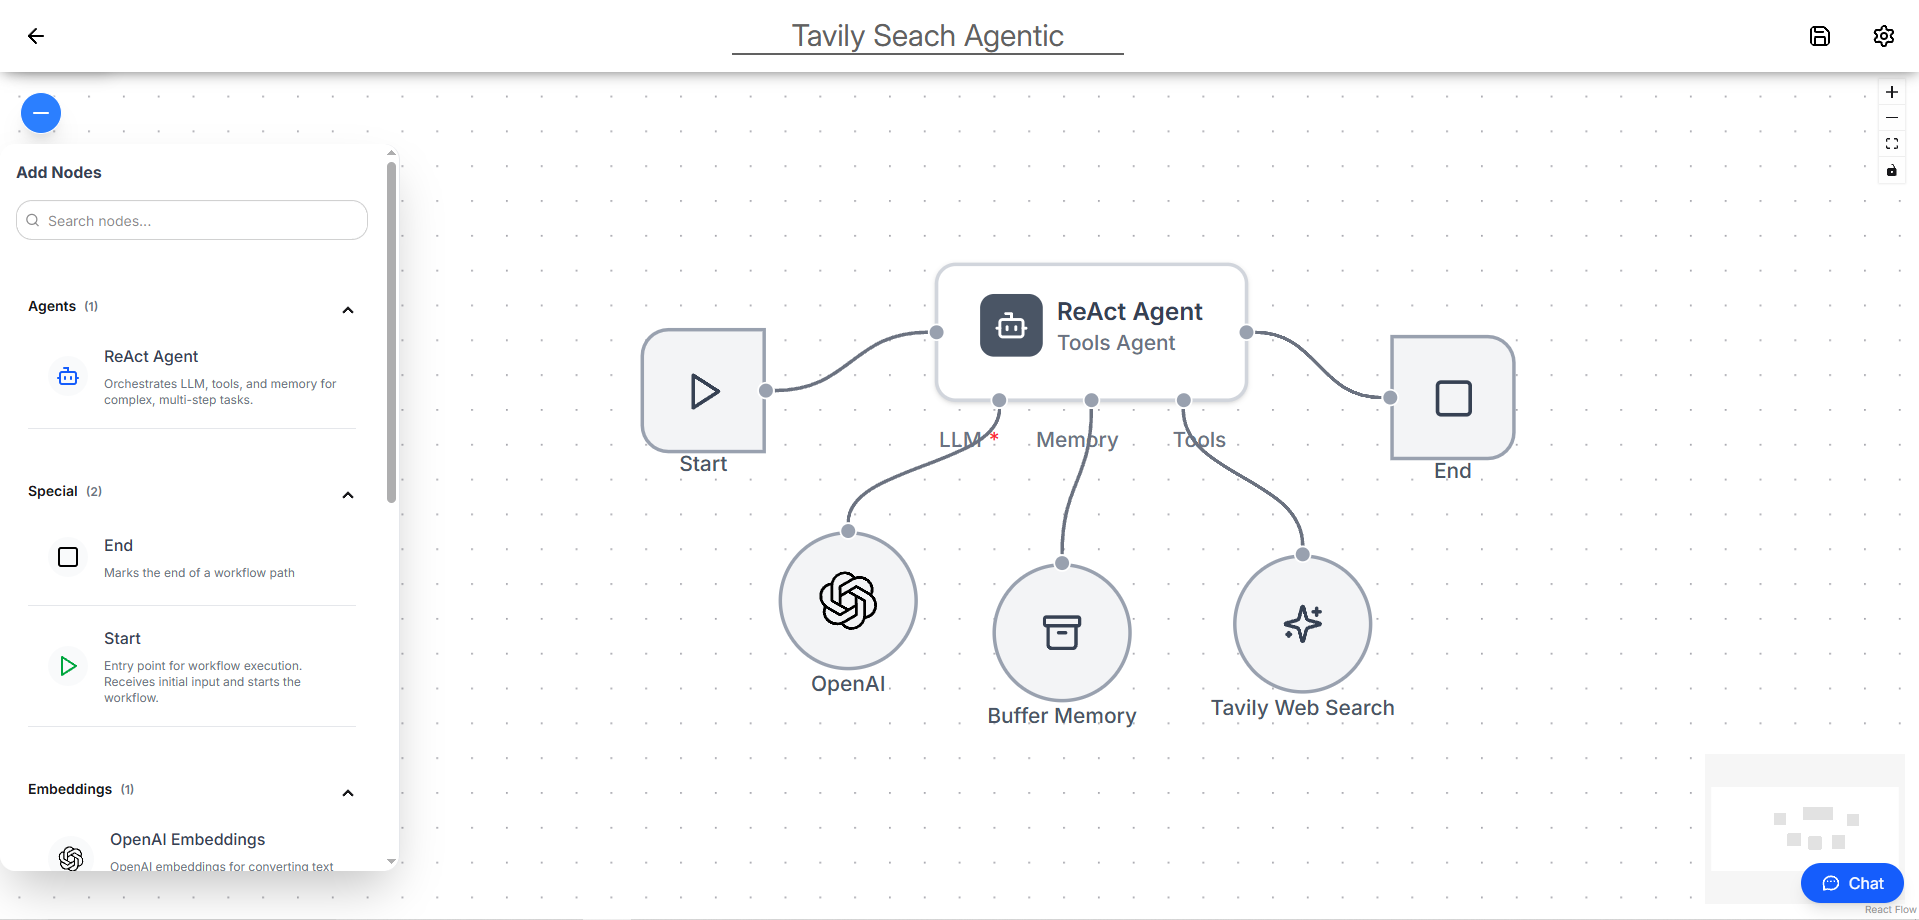 Tavily Seach Agentic
Add Nodes
Search nodes...
Agents (1)
ReAct Agent
Orchestrates LLM, tools, and memory for
complex, multi-step tasks.
Special (2)
End
Marks the end of a workflow path
Start
Entry point for workflow execution.
Receives initial input and starts the
workflow.
Embeddings (1)
OpenAI Embeddings
OpenAI embeddings for converting text
ReAct Agent
Tools Agent
LLM *
Memory
Tools
Start
End
OpenAI
Buffer Memory
Tavily Web Search
Chat
React Flow